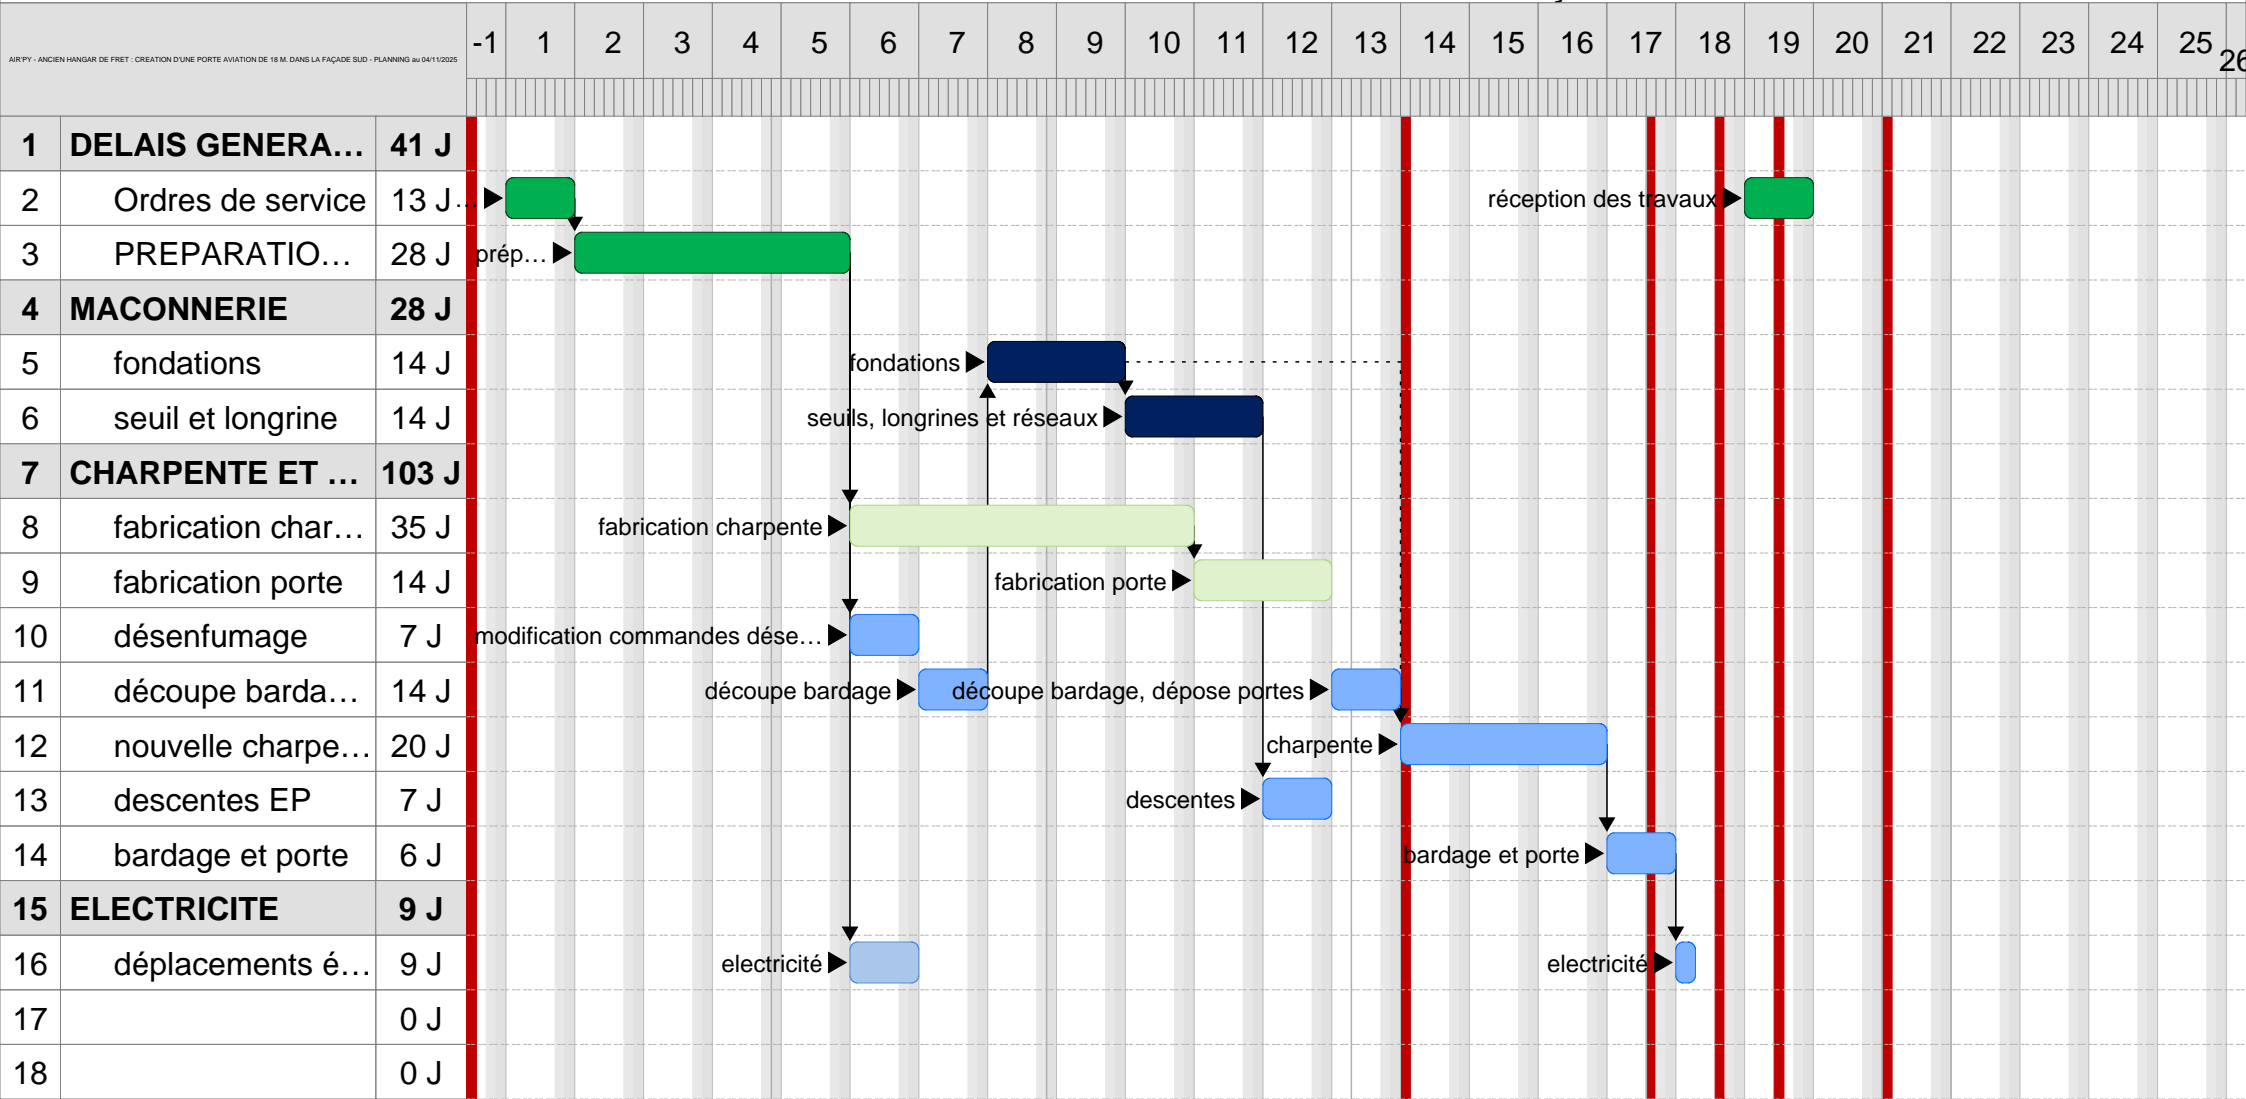 -1 1 2 3 4 5 6 7 8 9 10 11 12 13 14 15 16 17 18 19 20 21 22 23 24 25 26
AIR'PY - ANCIEN HANGAR DE FRET : CREATION D'UNE PORTE AVIATION DE 18 M. DANS LA FAÇADE SUD - PLANNING au 04/11/2025
1 DELAIS GENERA… 41 J
2 Ordres de service 13 J … réception des travaux
3 PREPARATIO… 28 J prép…
4 MACONNERIE 28 J
5 fondations 14 J fondations
6 seuil et longrine 14 J seuils, longrines et réseaux
7 CHARPENTE ET … 103 J
8 fabrication char… 35 J fabrication charpente
9 fabrication porte 14 J fabrication porte
10 désenfumage 7 J modification commandes dése…
11 découpe barda… 14 J découpe bardage découpe bardage, dépose portes
12 nouvelle charpe… 20 J charpente
13 descentes EP 7 J descentes
14 bardage et porte 6 J bardage et porte
15 ELECTRICITE 9 J
16 déplacements é… 9 J electricité electricité
17 0 J
18 0 J